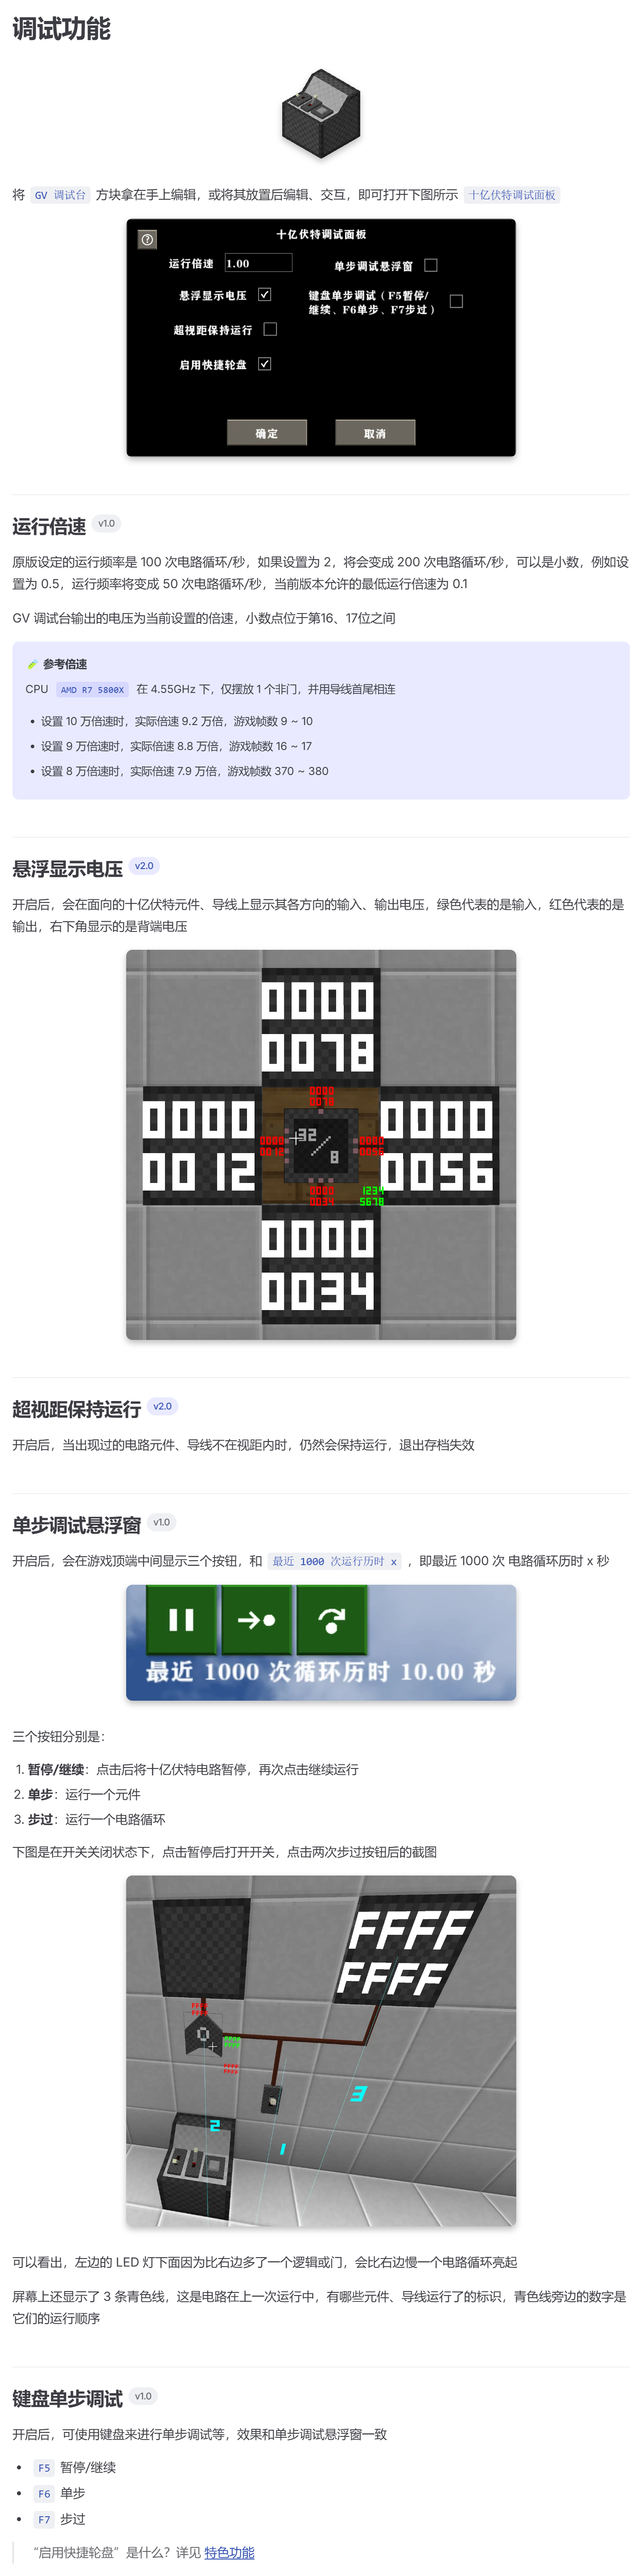 调试功能
将 GV 调试台 方块拿在手上编辑，或将其放置后编辑、交互，即可打开下图所示 十亿伏特调试面板
十亿伏特调试面板
运行倍速 1.00
单步调试悬浮窗
悬浮显示电压
键盘单步调试（F5暂停/
继续、F6单步、F7步过）
超视距保持运行
启用快捷轮盘
确定
取消
运行倍速 v1.0
原版设定的运行频率是 100 次电路循环/秒，如果设置为 2，将会变成 200 次电路循环/秒，可以是小数，例如设
置为 0.5，运行频率将变成 50 次电路循环/秒，当前版本允许的最低运行倍速为 0.1
GV 调试台输出的电压为当前设置的倍速，小数点位于第16、17位之间
参考倍速
CPU AMD R7 5800X 在 4.55GHz 下，仅摆放 1 个非门，并用导线首尾相连
• 设置 10 万倍速时，实际倍速 9.2 万倍，游戏帧数 9 ~ 10
• 设置 9 万倍速时，实际倍速 8.8 万倍，游戏帧数 16 ~ 17
• 设置 8 万倍速时，实际倍速 7.9 万倍，游戏帧数 370 ~ 380
悬浮显示电压 v2.0
开启后，会在面向的十亿伏特元件、导线上显示其各方向的输入、输出电压，绿色代表的是输入，红色代表的是
输出，右下角显示的是背端电压
0000
0078
0000
0078
0000
0012
0000
0012
32
/
8
0000
0056
0000
0034
1234
5678
0000
0034
超视距保持运行 v2.0
开启后，当出现过的电路元件、导线不在视距内时，仍然会保持运行，退出存档失效
单步调试悬浮窗 v1.0
开启后，会在游戏顶端中间显示三个按钮，和 最近 1000 次运行历时 x ，即最近 1000 次 电路循环历时 x 秒
最近 1000 次循环历时 10.00 秒
三个按钮分别是：
1. 暂停/继续：点击后将十亿伏特电路暂停，再次点击继续运行
2. 单步：运行一个元件
3. 步过：运行一个电路循环
下图是在开关关闭状态下，点击暂停后打开开关，点击两次步过按钮后的截图
FFFF
FFFF
FFFF
FFFF
0
FFFF
FFFF
FFFF
FFFF
3
2
1
可以看出，左边的 LED 灯下面因为比右边多了一个逻辑或门，会比右边慢一个电路循环亮起
屏幕上还显示了 3 条青色线，这是电路在上一次运行中，有哪些元件、导线运行了的标识，青色线旁边的数字是
它们的运行顺序
键盘单步调试 v1.0
开启后，可使用键盘来进行单步调试等，效果和单步调试悬浮窗一致
• F5 暂停/继续
• F6 单步
• F7 步过
“启用快捷轮盘”是什么？详见 特色功能